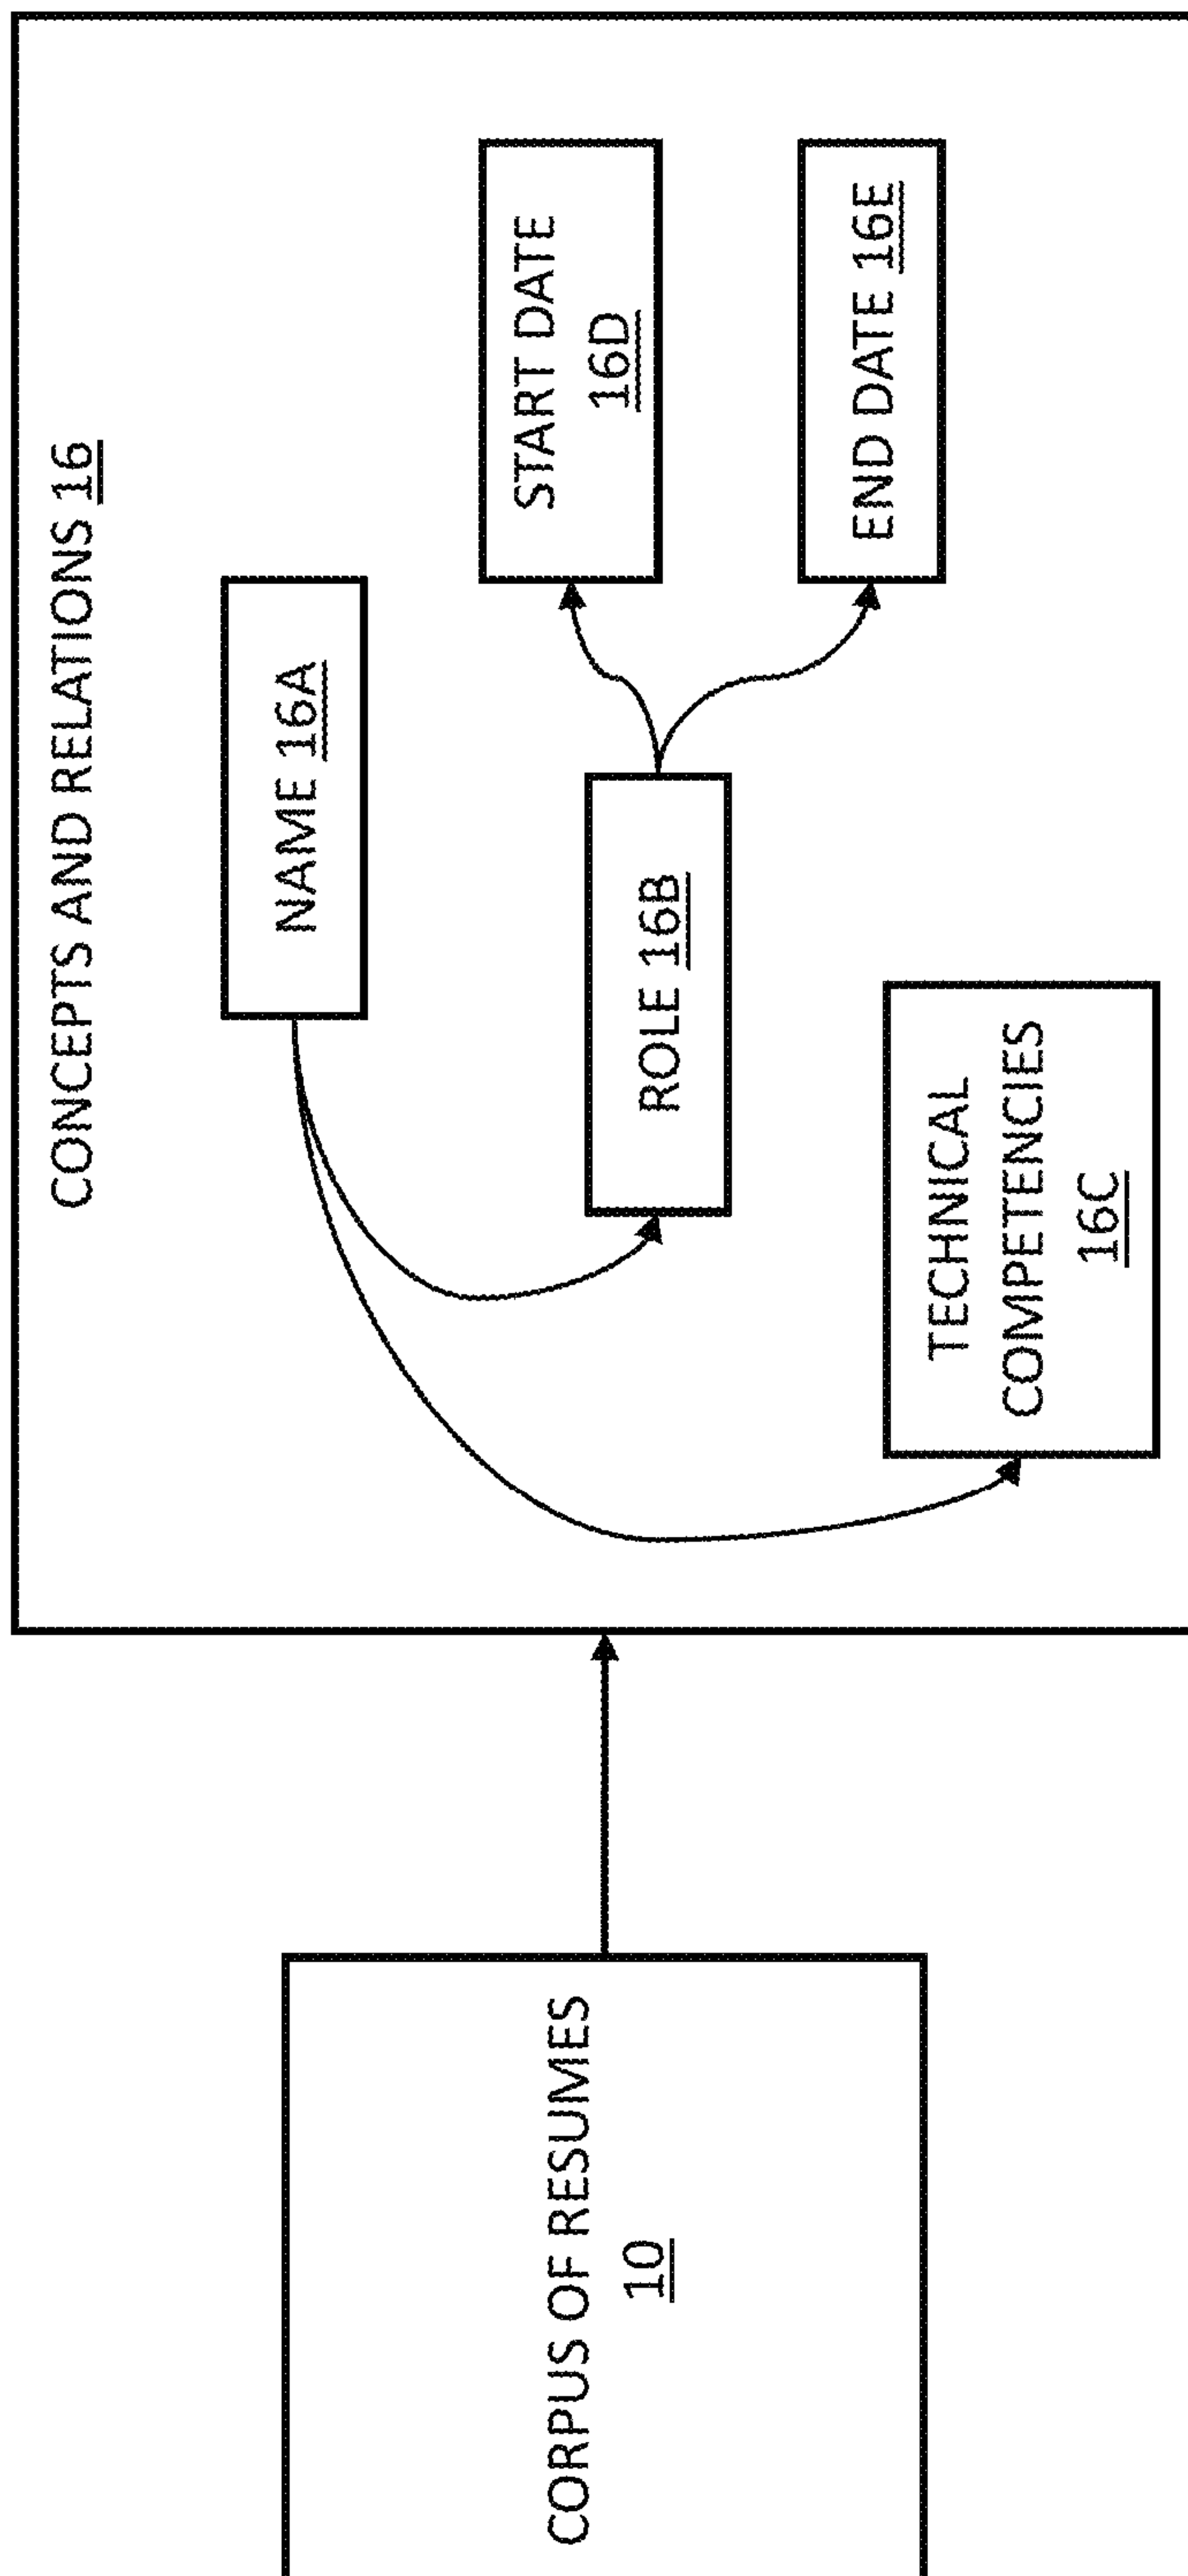 CORPUS OF RESUMES
10
CONCEPTS AND RELATIONS 16
NAME 16A
ROLE 16B
TECHNICAL
COMPETENCIES
16C
START DATE
16D
END DATE 16E